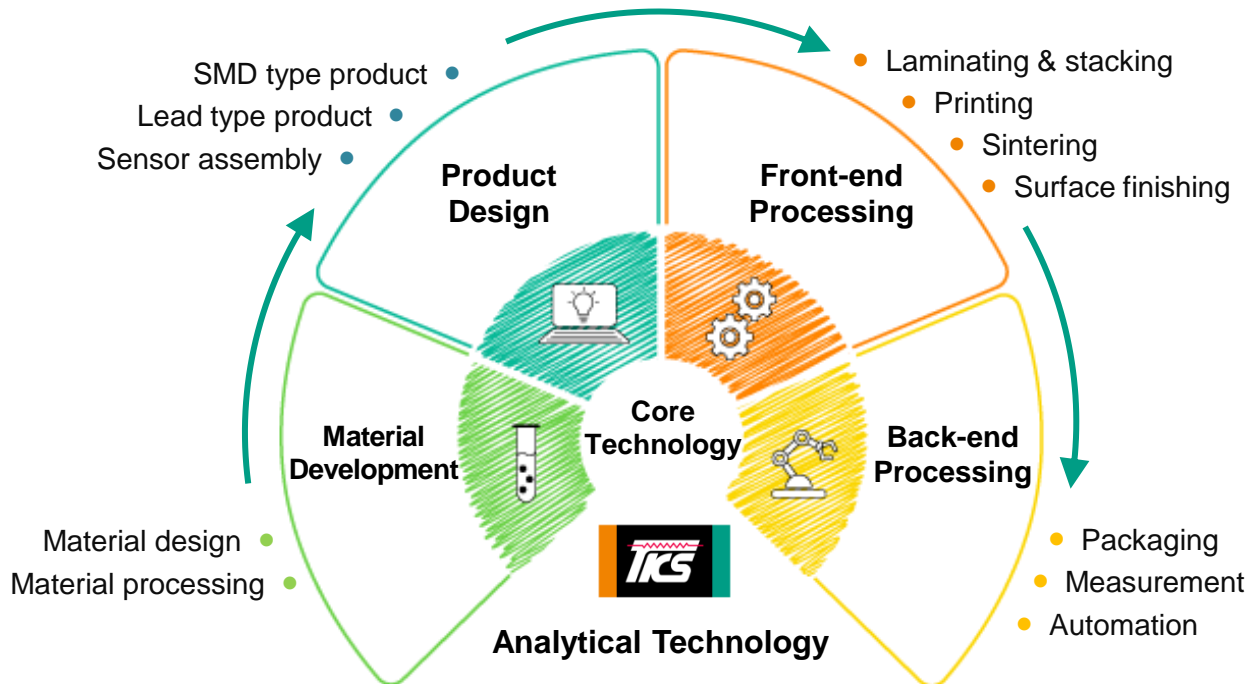 SMD type product
Lead type product
Sensor assembly
Product
Design
Laminating & stacking
Printing
Sintering
Surface finishing
Front-end
Processing
Material
Development
Core
Technology
Back-end
Processing
Material design
Material processing
TKS
Packaging
Measurement
Automation
Analytical Technology